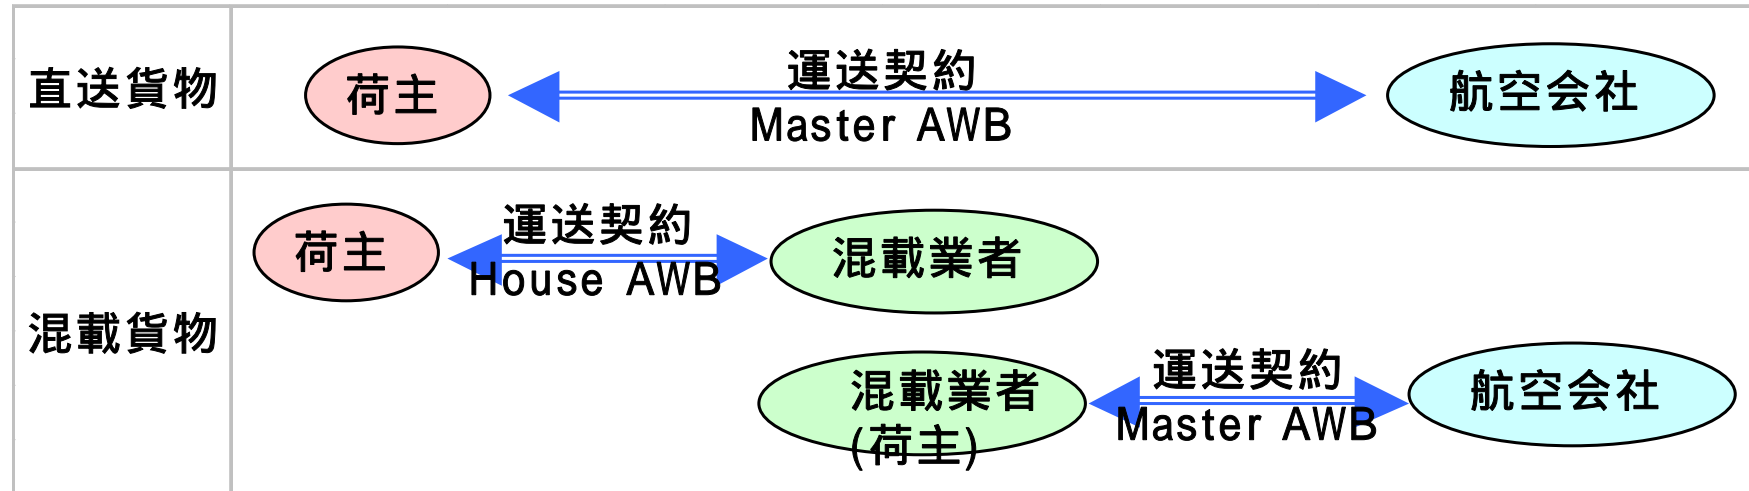 直送貨物
荷主
運送契約
Master AWB
航空会社
混載貨物
荷主
運送契約
House AWB
混載業者
混載業者
(荷主)
運送契約
Master AWB
航空会社